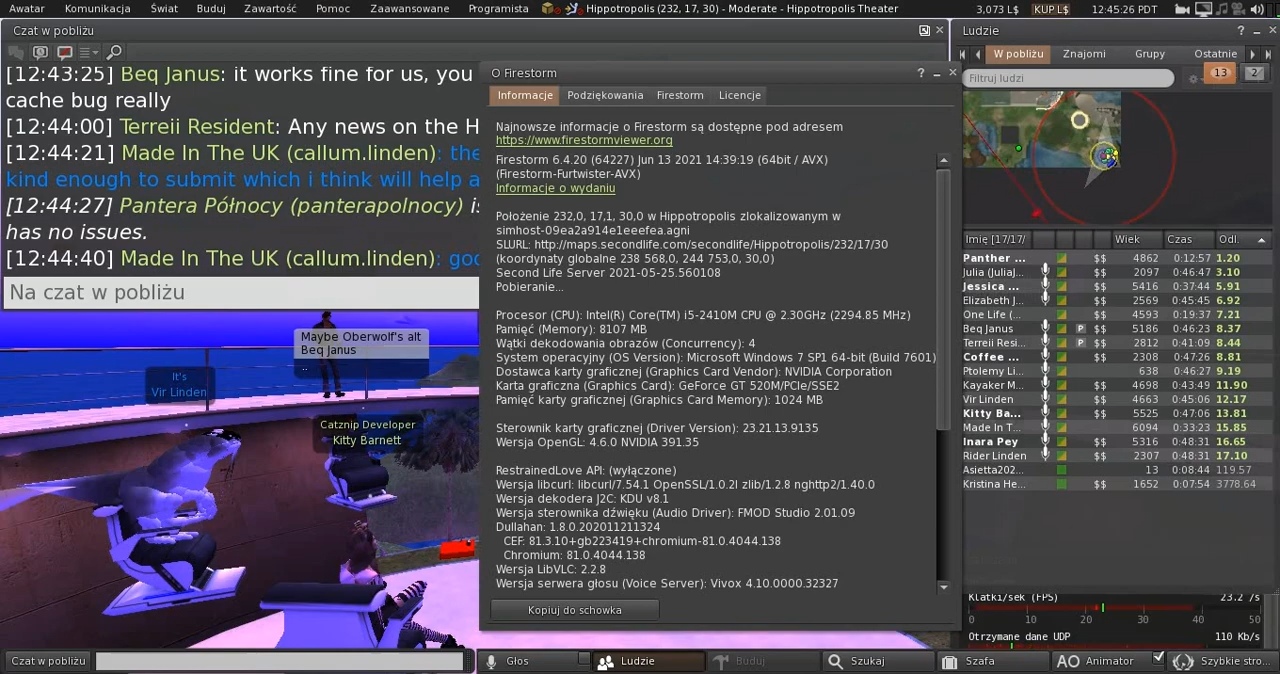 Awatar Komunikacja Świat Buduj Zawartość Pomoc Zaawansowane Programista Hippotropolis (232, 17, 30) - Moderate - Hippotropolis Theater 3,073 L$ KUP L$ 12:45:26 PDT
Czat w pobliżu
[12:43:25] Beq Janus: it works fine for us, you
cache bug really
[12:44:00] Terreii Resident: Any news on the H
[12:44:21] Made In The UK (callum.linden): the
kind enough to submit which i think will help a
[12:44:27] Pantera Północy (panterapolnocy) is
has no issues.
[12:44:40] Made In The UK (callum.linden): goo
Na czat w pobliżu
Maybe Oberwolf's alt
Beq Janus
..
It's
Vir Linden
Catznip Developer
Kitty Barnett
O Firestorm
Informacje Podziękowania Firestorm Licencje
Najnowsze informacje o Firestorm są dostępne pod adresem
https://www.firestormviewer.org
Firestorm 6.4.20 (64227) Jun 13 2021 14:39:19 (64bit / AVX)
(Firestorm-Furtwister-AVX)
Informacje o wydaniu
Położenie 232,0, 17,1, 30,0 w Hippotropolis zlokalizowanym w
simhost-09ea2a914e1eeefea.agni
SLURL: http://maps.secondlife.com/secondlife/Hippotropolis/232/17/30
(koordynaty globalne 238 568,0, 244 753,0, 30,0)
Second Life Server 2021-05-25.560108
Pobieranie...
Procesor (CPU): Intel(R) Core(TM) i5-2410M CPU @ 2.30GHz (2294.85 MHz)
Pamięć (Memory): 8107 MB
Wątki dekodowania obrazów (Concurrency): 4
System operacyjny (OS Version): Microsoft Windows 7 SP1 64-bit (Build 7601)
Dostawca karty graficznej (Graphics Card Vendor): NVIDIA Corporation
Karta graficzna (Graphics Card): GeForce GT 520M/PCIe/SSE2
Pamięć karty graficznej (Graphics Card Memory): 1024 MB
Sterownik karty graficznej (Driver Version): 23.21.13.9135
Wersja OpenGL: 4.6.0 NVIDIA 391.35
RestrainedLove API: (wyłączone)
Wersja libcurl: libcurl/7.54.1 OpenSSL/1.0.2l zlib/1.2.8 nghttp2/1.40.0
Wersja dekodera J2C: KDU v8.1
Wersja sterownika dźwięku (Audio Driver): FMOD Studio 2.01.09
Dullahan: 1.8.0.202011211324
CEF: 81.3.10+gb223419+chromium-81.0.4044.138
Chromium: 81.0.4044.138
Wersja LibVLC: 2.2.8
Wersja serwera głosu (Voice Server): Vivox 4.10.0000.32327
Kopiuj do schowka
Ludzie
W pobliżu Znajomi Grupy Ostatnie
Filtruj ludzi 13 2
Imię [17/17/ Wiek Czas Odl.
Panther ... $$ 4862 0:12:57 1.20
Julia (JuliaJ... $$ 2097 0:46:47 3.10
Jessica ... $$ 5416 0:37:44 5.91
Elizabeth J... $$ 2569 0:45:45 6.92
One Life (... $$ 4593 0:19:37 7.21
Beq Janus P $$ 5186 0:46:23 8.37
Terreii Resi... P $$ 2812 0:41:09 8.44
Coffee ... $$ 2308 0:47:26 8.81
Ptolemy Li... $$ 638 0:46:27 9.19
Kayaker M... $$ 4698 0:43:49 11.90
Vir Linden $$ 4663 0:45:06 12.17
Kitty Ba... $$ 5525 0:47:06 13.81
Made In T... 6094 0:33:23 15.85
Inara Pey $$ 5316 0:48:31 16.65
Rider Linden $$ 2307 0:48:31 17.10
Asietta202... 13 0:08:44 119.57
Kristina He... $$ 1652 0:07:54 3778.64
Klatki/sek (FPS) 23.2 /s
0 10 20 30 40 50
Otrzymane dane UDP 110 Kb/s
Czat w pobliżu Głos Ludzie Buduj Szukaj Szafa AO Animator Szybkie stro...